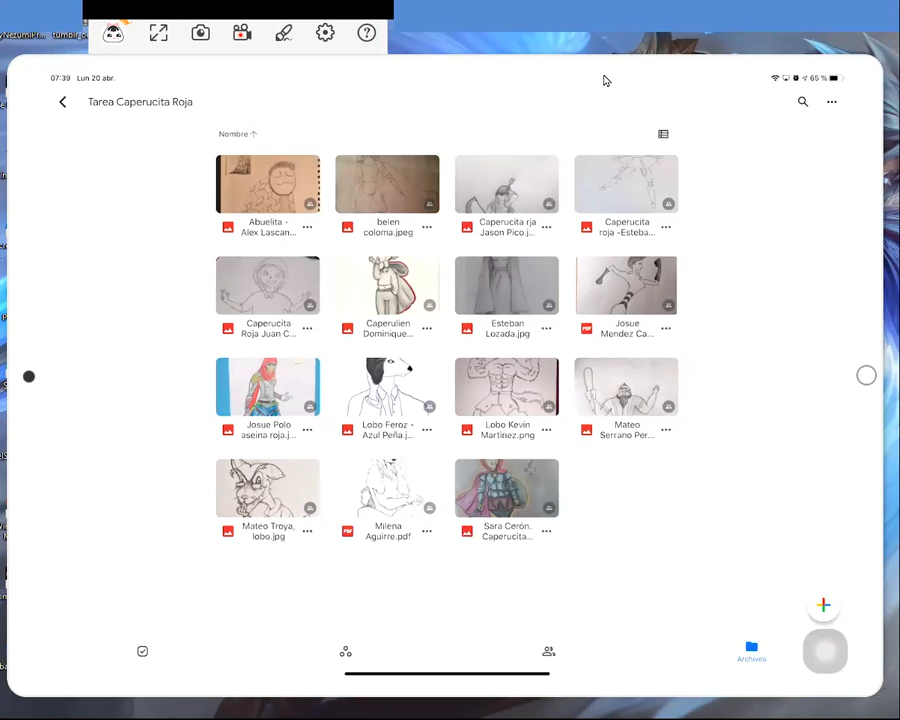 07:39 Lun 20 abr.
65 %
Tarea Caperucita Roja
Nombre
Abuelita -
Alex Lascan...
belen
coloma.jpeg
Caperucita rja
Jason Pico.j...
Caperucita
roja -Esteba...
Caperucita
Roja Juan C...
Caperulien
Dominique...
Esteban
Lozada.jpg
Josue
Mendez Ca...
Josue Polo
aseina roja.j...
Lobo Feroz -
Azul Peña.j...
Lobo Kevin
Martinez.png
Mateo
Serrano Per...
Mateo Troya,
lobo.jpg
Milena
Aguirre.pdf
Sara Cerón.
Caperucita...
Archivos